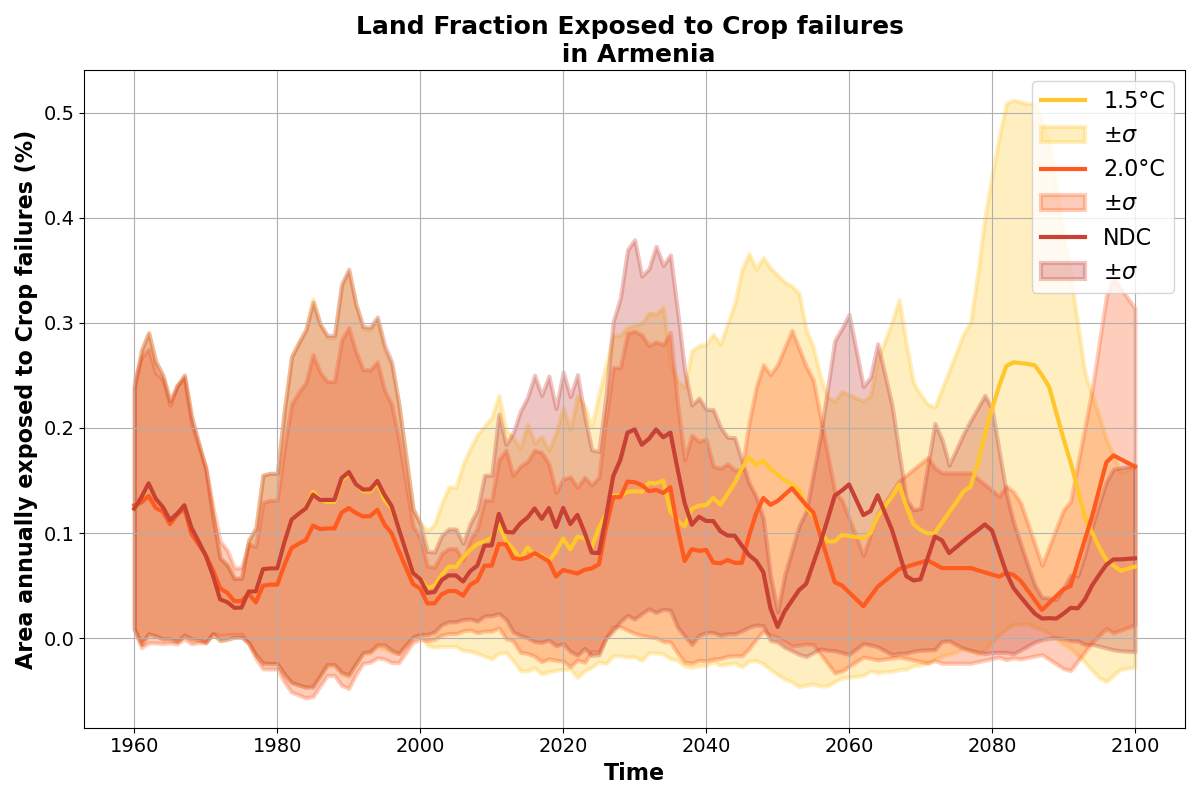 Land Fraction Exposed to Crop failures
in Armenia
Area annually exposed to Crop failures (%)
0.5
0.4
0.3
0.2
0.1
0.0
1.5°C
±σ
2.0°C
±σ
NDC
±σ
1960 1980 2000 2020 2040 2060 2080 2100
Time